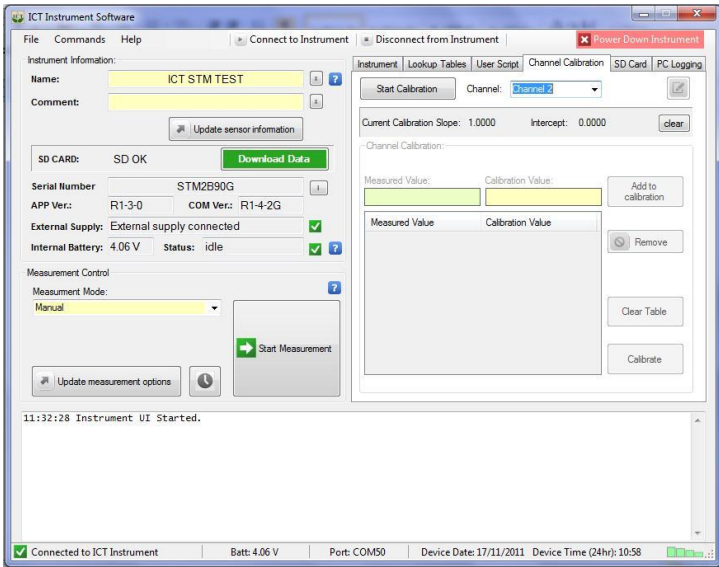 ICT Instrument Software
File Commands Help Connect to Instrument Disconnect from Instrument Power Down Instrument
Instrument Information:
Name: ICT STM TEST
Comment:
Update sensor information
SD CARD: SD OK Download Data
Serial Number STM2B90G
APP Ver.: R1-3-0 COM Ver.: R1-4-2G
External Supply: External supply connected
Internal Battery: 4.06 V Status: idle
Measurement Control
Measurment Mode:
Manual
Start Measurement
Update measurement options
Instrument Lookup Tables User Script Channel Calibration SD Card PC Logging
Start Calibration Channel: Channel 2
Current Calibration Slope: 1.0000 Intercept: 0.0000 clear
Channel Calibration:
Measured Value: Calibration Value:
Add to
calibration
Measured Value Calibration Value
Remove
Clear Table
Calibrate
11:32:28 Instrument UI Started.
Connected to ICT Instrument Batt: 4.06 V Port: COM50 Device Date: 17/11/2011 Device Time (24hr): 10:58